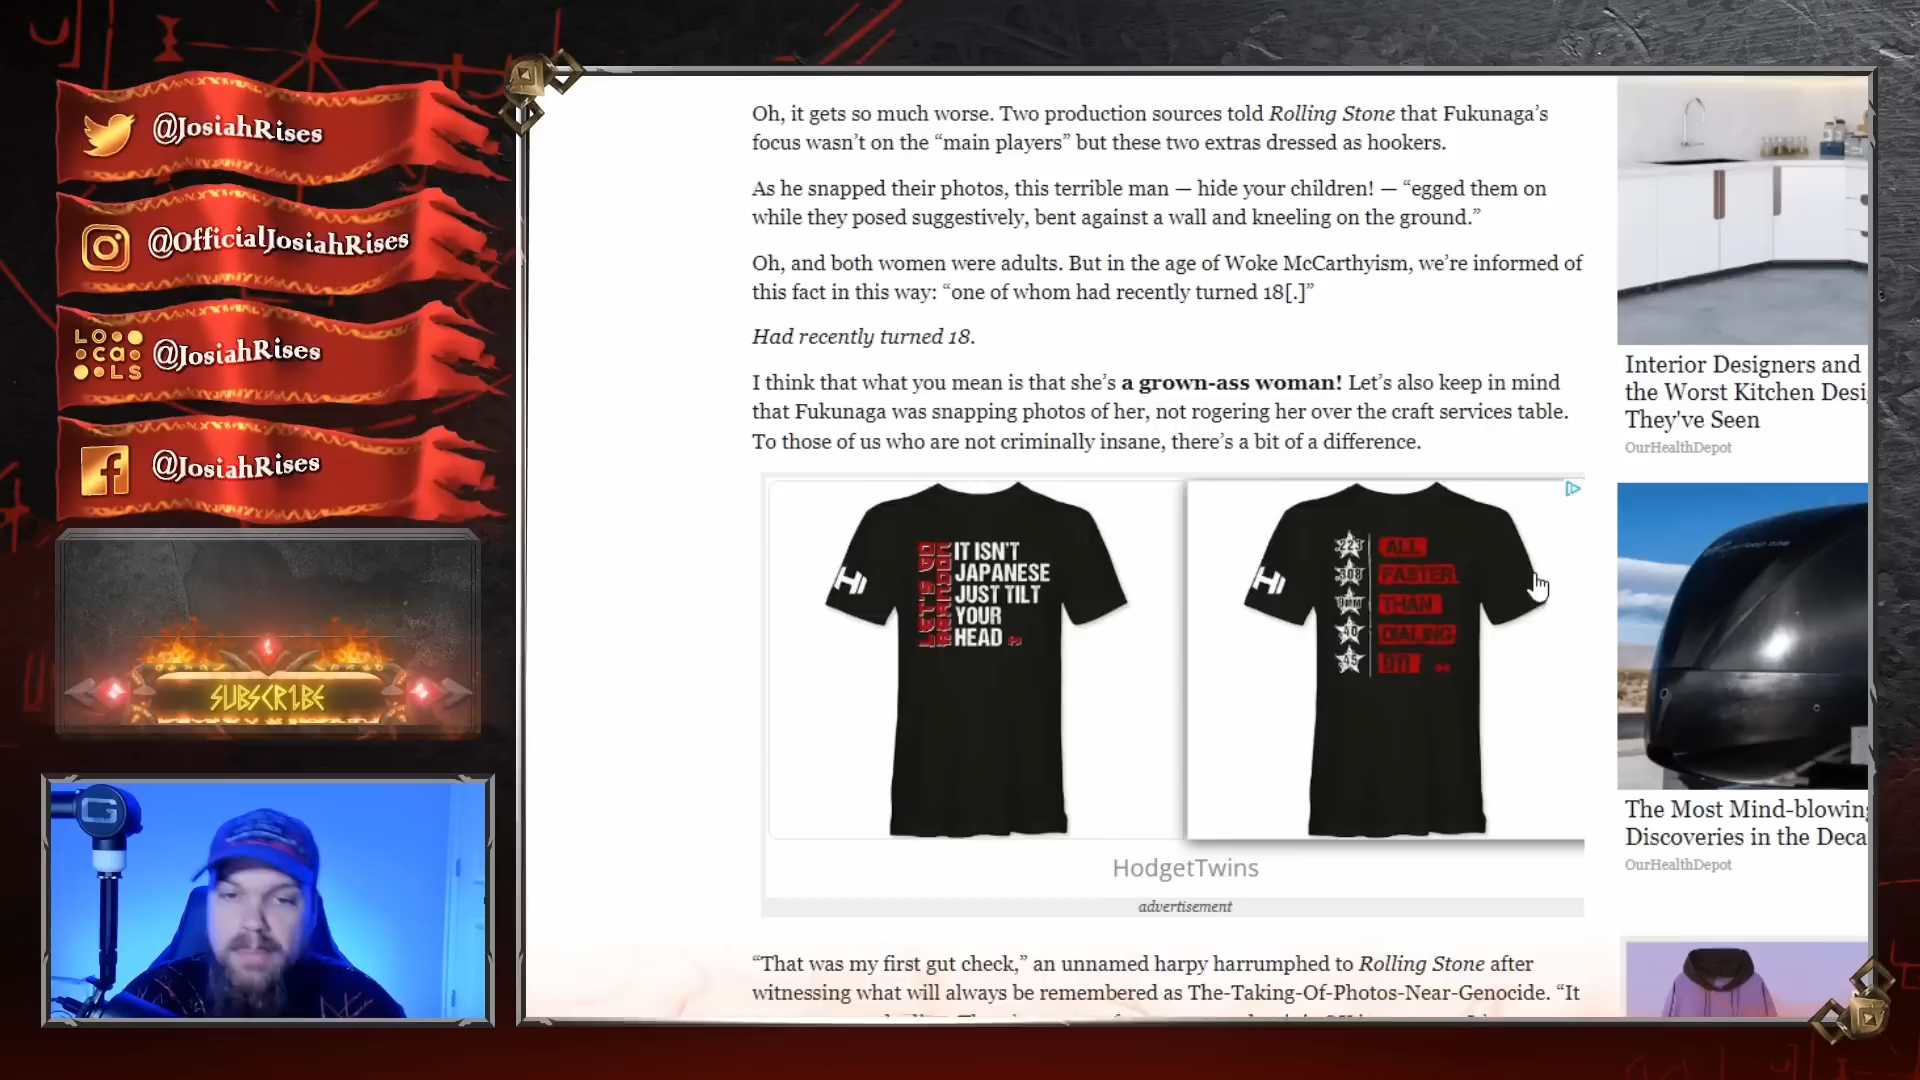 @JosiahRises
@OfficialJosiahRises
LOCALS
@JosiahRises
@JosiahRises
SUBSCRIBE
Oh, it gets so much worse. Two production sources told Rolling Stone that Fukunaga’s
focus wasn’t on the “main players” but these two extras dressed as hookers.
As he snapped their photos, this terrible man — hide your children! — “egged them on
while they posed suggestively, bent against a wall and kneeling on the ground.”
Oh, and both women were adults. But in the age of Woke McCarthyism, we’re informed of
this fact in this way: “one of whom had recently turned 18[.]”
Had recently turned 18.
I think that what you mean is that she’s a grown-ass woman! Let’s also keep in mind
that Fukunaga was snapping photos of her, not rogering her over the craft services table.
To those of us who are not criminally insane, there’s a bit of a difference.
LET'S GO
BRANDON
IT ISN'T
JAPANESE
JUST TILT
YOUR
HEAD
.223
.308
9MM
.40
.45
ALL
FASTER
THAN
DIALING
911
HodgetTwins
advertisement
“That was my first gut check,” an unnamed harpy harrumphed to Rolling Stone after
witnessing what will always be remembered as The-Taking-Of-Photos-Near-Genocide. “It
Interior Designers and
the Worst Kitchen Desi
They've Seen
OurHealthDepot
The Most Mind-blowing
Discoveries in the Deca
OurHealthDepot